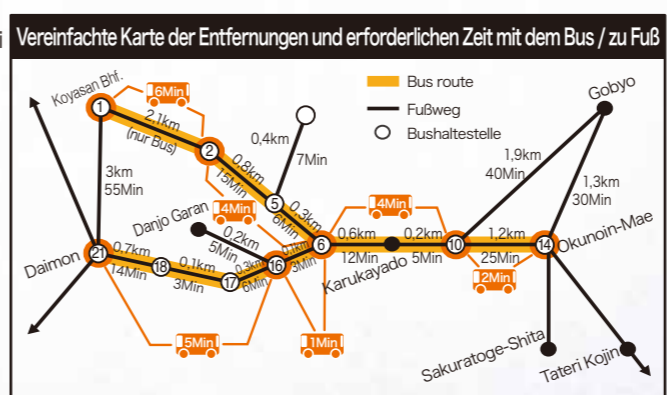 i
Vereinfachte Karte der Entfernungen und erforderlichen Zeit mit dem Bus / zu Fuß
Koyasan Bhf.
1
6Min
2,1km
(nur Bus)
2
Bus route
Fußweg
Bushaltestelle
Gobyo
0,4km
7Min
0,8km
15Min
5
3km
55Min
1,9km
40Min
1,3km
30Min
4Min
0,3km
6Min
4Min
Danjo Garan
0,2km
5Min
6
0,6km
12Min
Karukayado
0,2km
5Min
10
1,2km
25Min
14
Okunoin-Mae
Daimon
21
0,7km
14Min
18
0,1km
3Min
17
0,3km
6Min
16
0,1km
3Min
2Min
5Min
1Min
Sakuratoge-Shita
Tateri Kojin